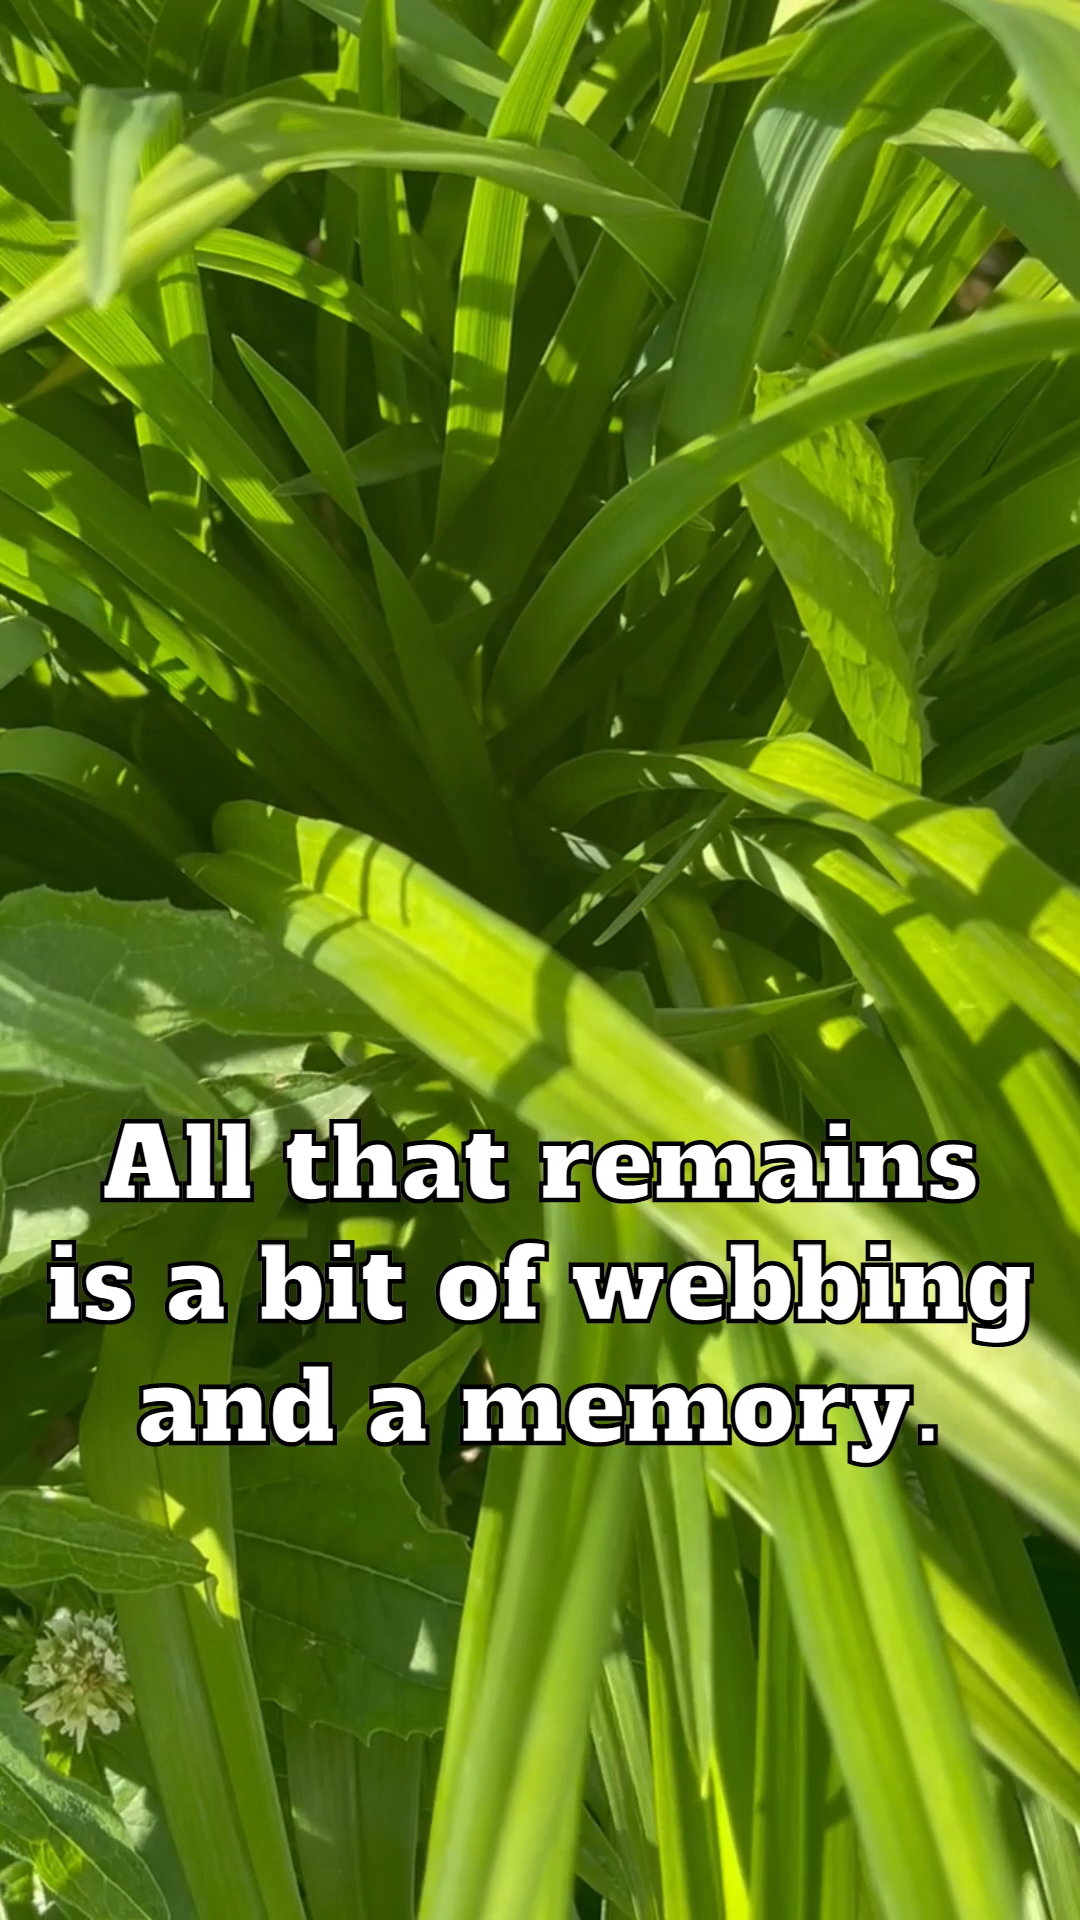 All that remains
is a bit of webbing
and a memory.